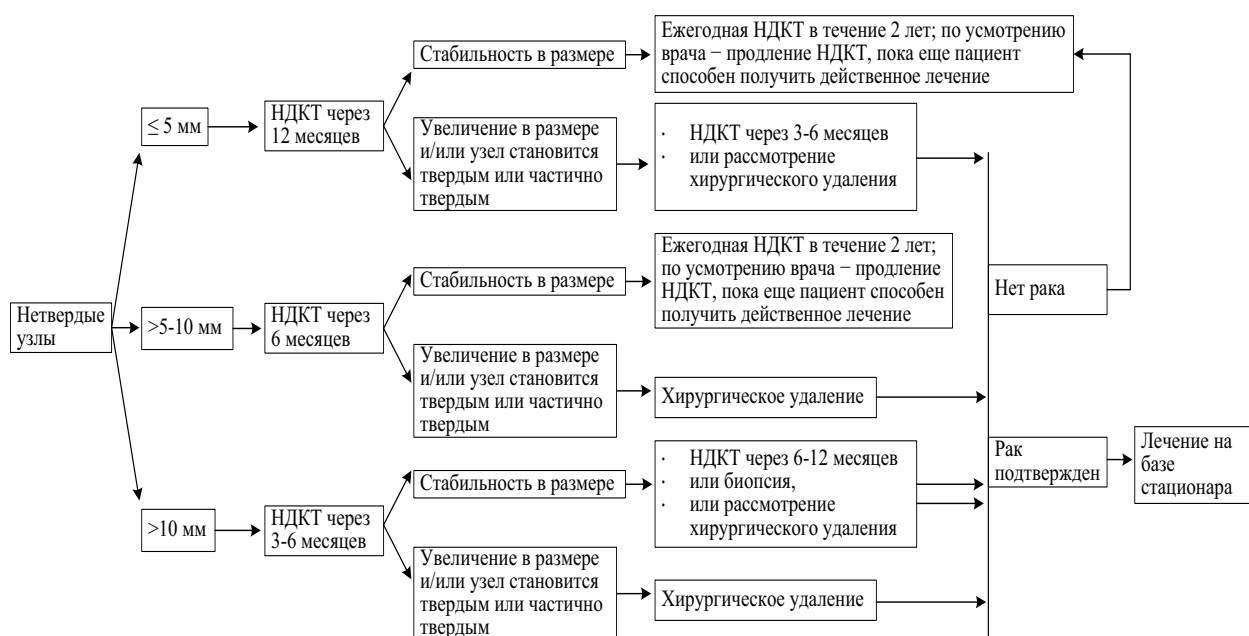 Нетвердые
узлы
≤ 5 мм
НДКТ через
12 месяцев
Стабильность в размере
Ежегодная НДКТ в течение 2 лет; по усмотрению
врача − продление НДКТ, пока еще пациент
способен получить действенное лечение
Увеличение в размере
и/или узел становится
твердым или частично
твердым
· НДКТ через 3-6 месяцев
· или рассмотрение
хирургического удаления
>5-10 мм
НДКТ через
6 месяцев
Стабильность в размере
Ежегодная НДКТ в течение 2 лет;
по усмотрению врача − продление
НДКТ, пока еще пациент способен
получить действенное лечение
Увеличение в размере
и/или узел становится
твердым или частично
твердым
Хирургическое удаление
>10 мм
НДКТ через
3-6 месяцев
Стабильность в размере
· НДКТ через 6-12 месяцев
· или биопсия,
· или рассмотрение
хирургического удаления
Увеличение в размере
и/или узел становится
твердым или частично
твердым
Хирургическое удаление
Нет рака
Рак
подтвержден
Лечение на
базе
стационара